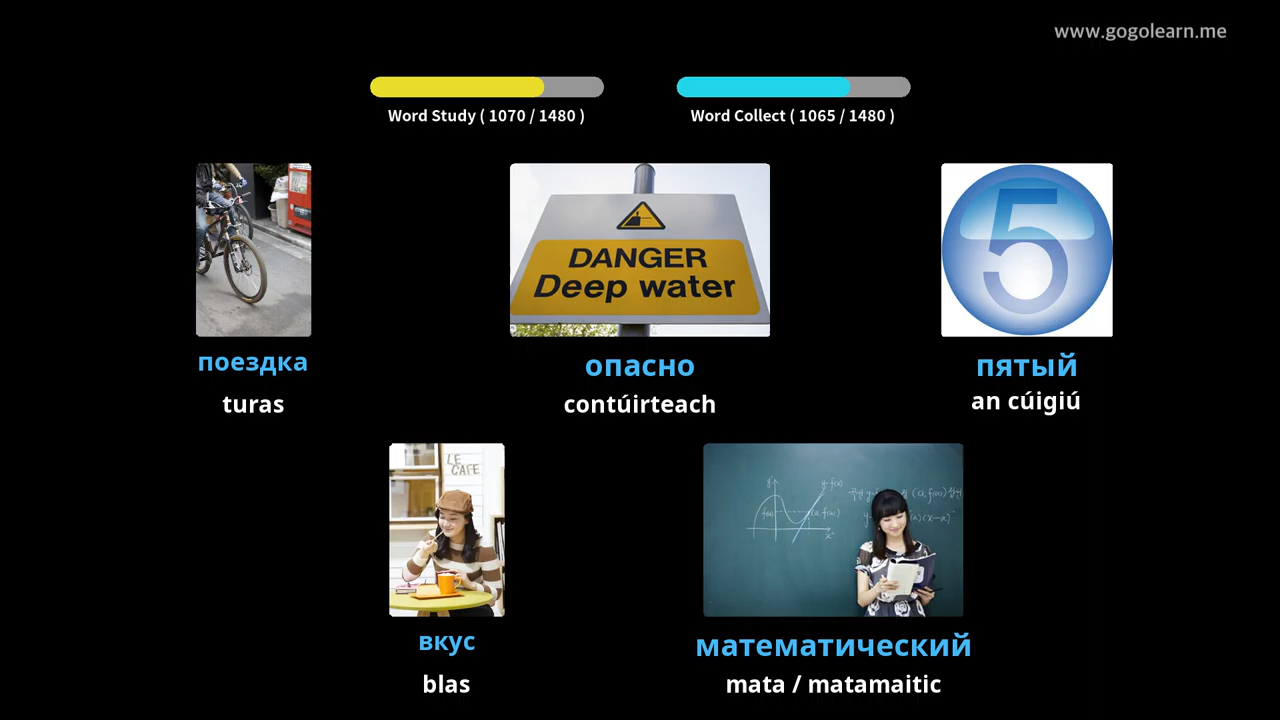 www.gogolearn.me
Word Study ( 1070 / 1480 )
Word Collect ( 1065 / 1480 )
DANGER
Deep water
5
поездка
опасно
пятый
turas
contúirteach
an cúigiú
LE
CAFE
вкус
математический
blas
mata / matamaitic